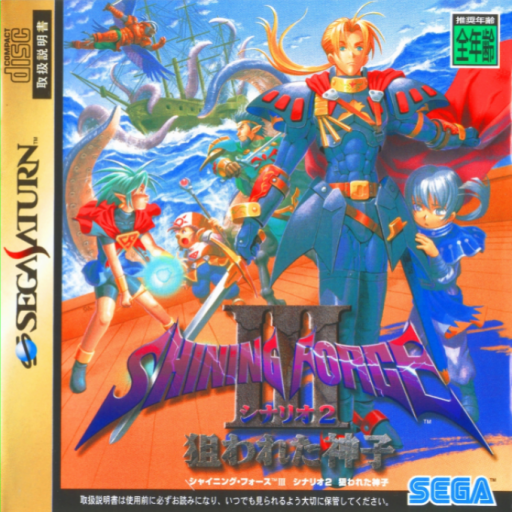 COMPACT
disc
取扱説明書
推奨年齢
全年齢
SEGA SATURN™
III
SHINING FORCE™
シナリオ2
狙われた神子
シャイニング・フォース™III シナリオ2 狙われた神子
取扱説明書は使用前に必ずお読みになり、いつでも見られるよう大切に保管してください。
SEGA